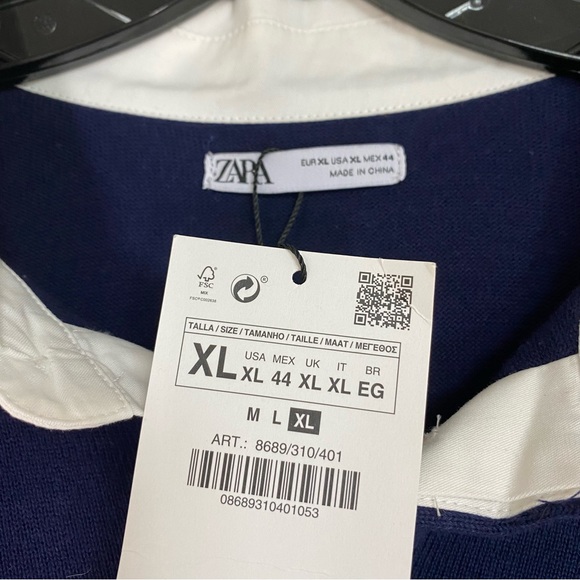 ZARA
EUR XL USA XL MEX 44
MADE IN CHINA
FSC
MIX
TALLA / SIZE / TAMANHO / TAILLE / MAAT / ΜΕΓΕΘΟΣ
XL
USA MEX UK IT BR
XL 44 XL XL EG
M L XL
ART.: 8689/310/401
08689310401053